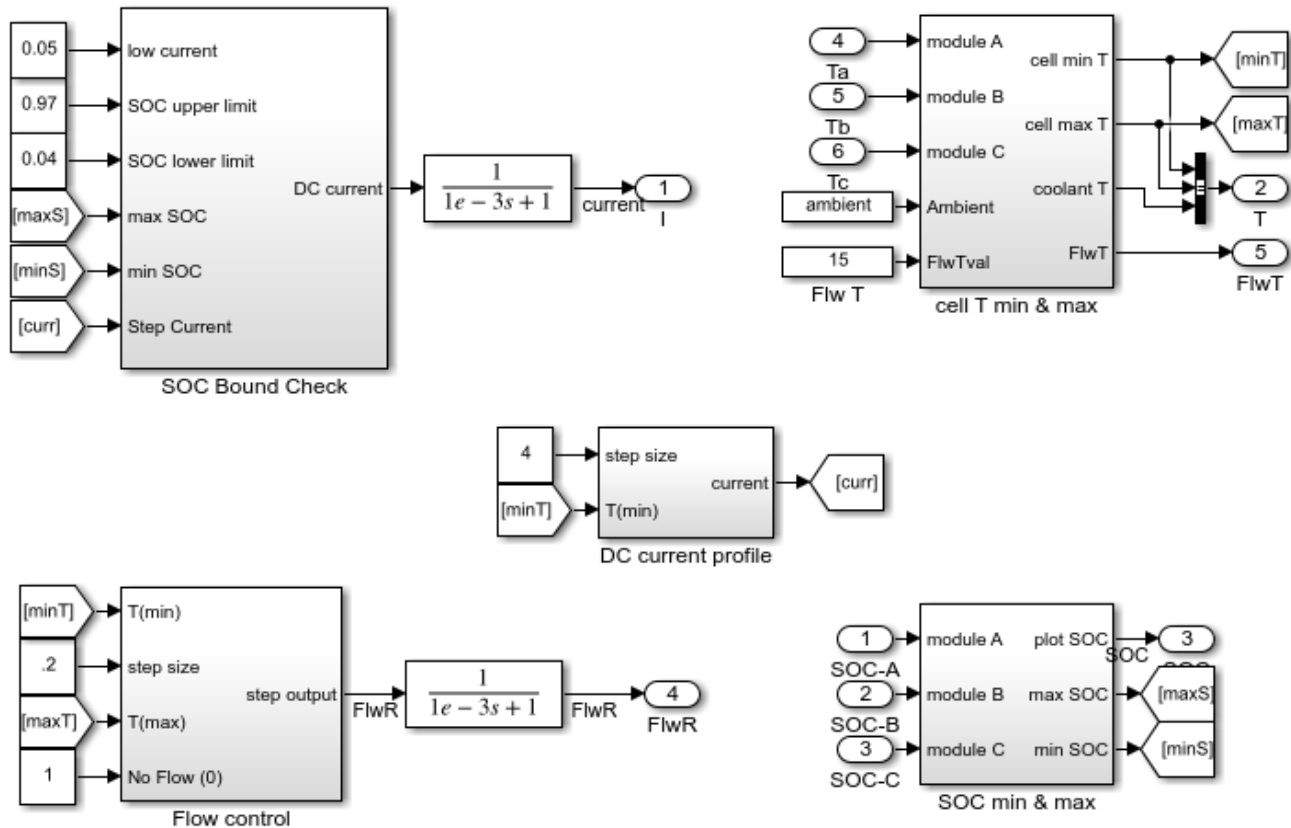 0.05
low current
0.97
SOC upper limit
0.04
SOC lower limit
[maxS]
max SOC
[minS]
min SOC
[curr]
Step Current
DC current
SOC Bound Check
1
1e − 3s + 1
current
1
I
4
Ta
module A
5
Tb
module B
6
Tc
module C
ambient
Ambient
15
Flw T
FlwTval
cell min T
cell max T
coolant T
FlwT
cell T min & max
[minT]
[maxT]
2
T
5
FlwT
4
step size
[minT]
T(min)
current
[curr]
DC current profile
[minT]
T(min)
.2
step size
[maxT]
T(max)
1
No Flow (0)
step output
Flow control
FlwR
1
1e − 3s + 1
FlwR
4
FlwR
1
SOC-A
module A
2
SOC-B
module B
3
SOC-C
module C
plot SOC
max SOC
min SOC
SOC min & max
SOC
3
[maxS]
[minS]